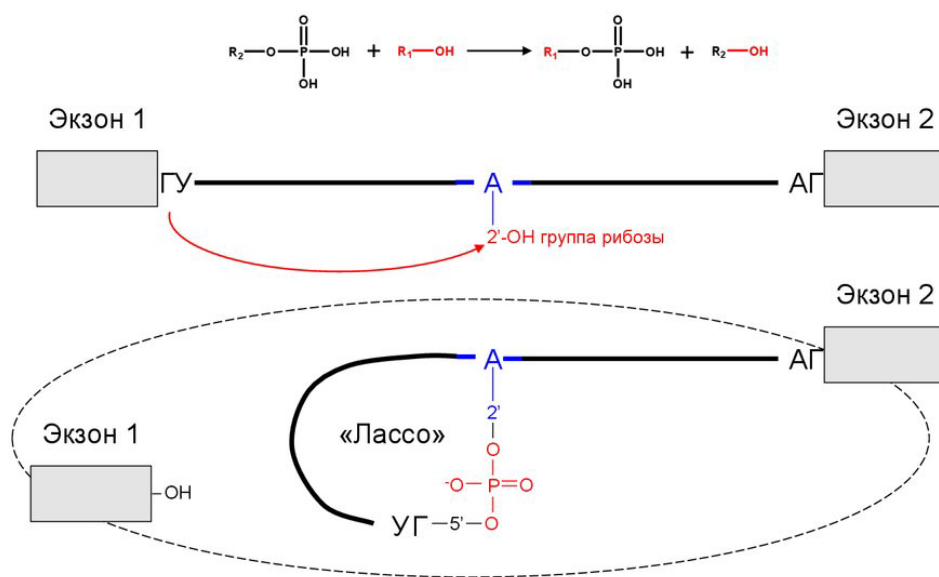 R₂—O—P—OH + R₁—OH → R₁—O—P—OH + R₂—OH
O
OH
O
OH
Экзон 1
Экзон 2
ГУ
А
АГ
2'-OH группа рибозы
Экзон 2
А
АГ
2'
Экзон 1
«Лассо»
O
⁻O—P=O
—OH
УГ—5'—O